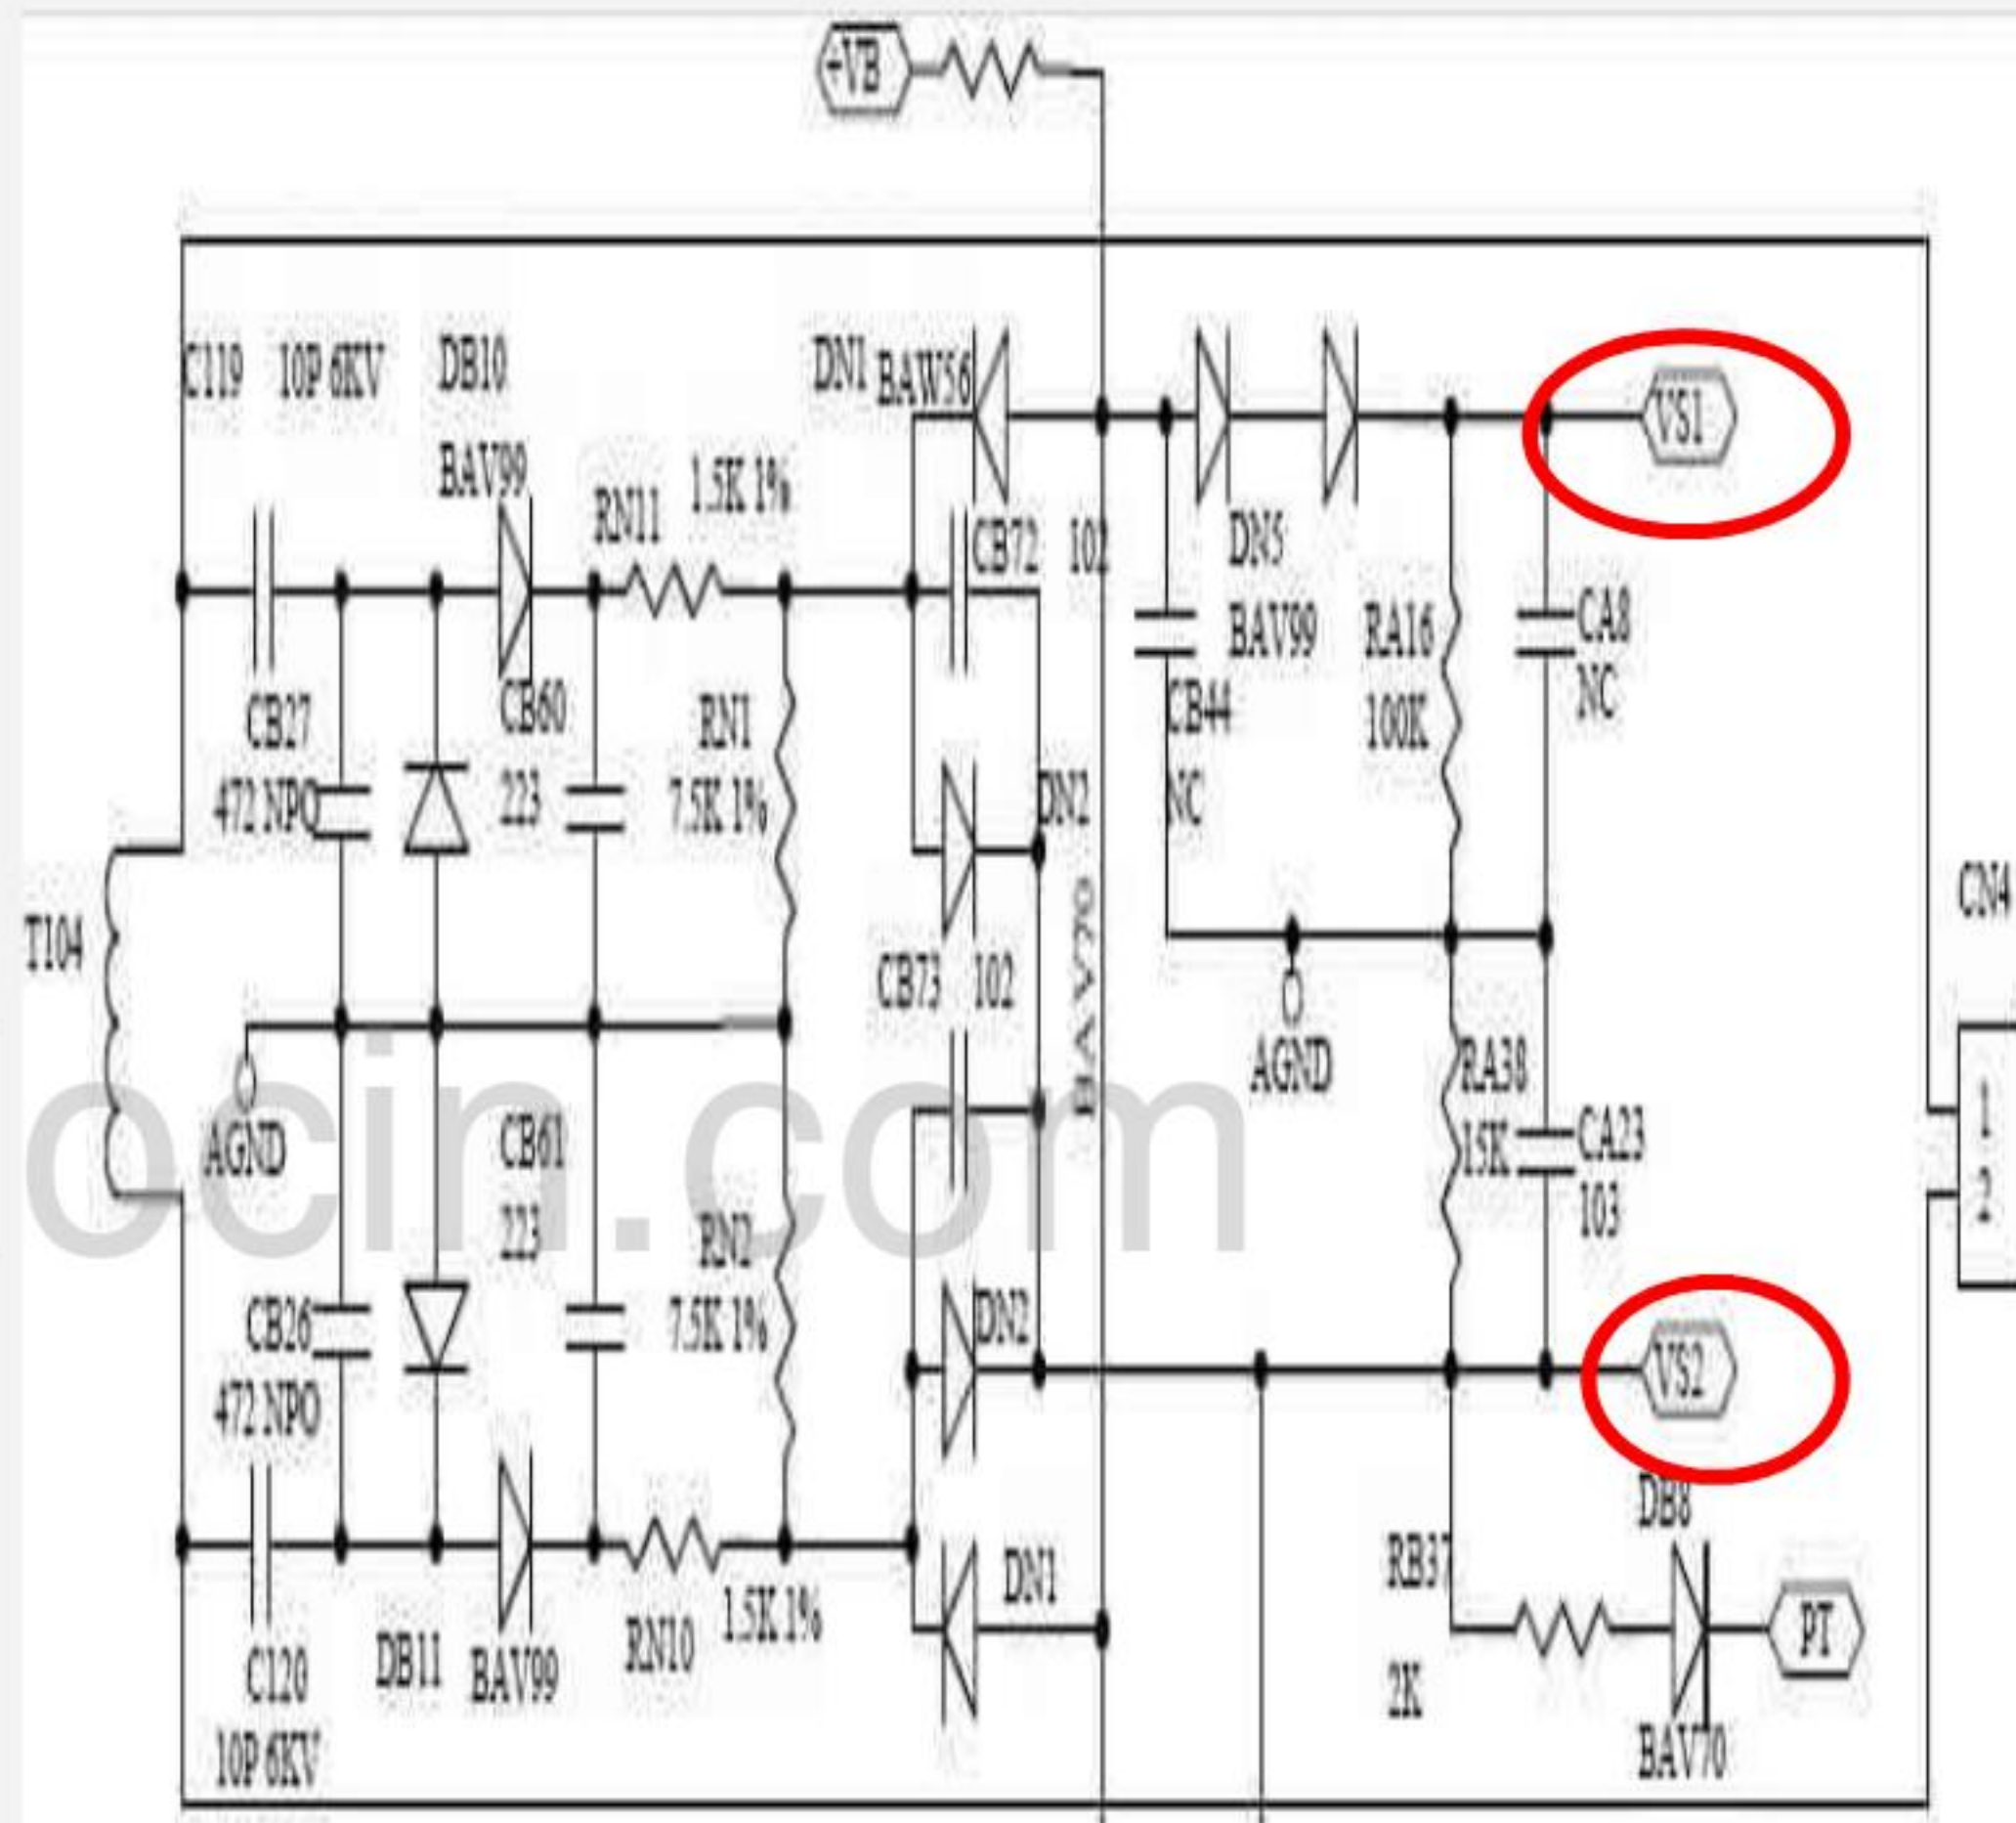 +VB
C119 10P 6KV
DB10
BAV99
DN1 BAW56
VS1
RN11 1.5K 1%
CB72 102
DN5
BAV99
RA16
100K
CA8
NC
CB27
472 NPO
CB60
223
RN1
7.5K 1%
CB44
NC
DN2
BAV70
T104
CB73 102
CN4
AGND
AGND
CB61
223
RA38
15K
CA23
103
1
2
ocin.com
RN2
7.5K 1%
CB26
472 NPO
DN2
VS2
DB8
RB37
2K
PT
BAV70
DN1
RN10
1.5K 1%
DB11 BAV99
C120
10P 6KV